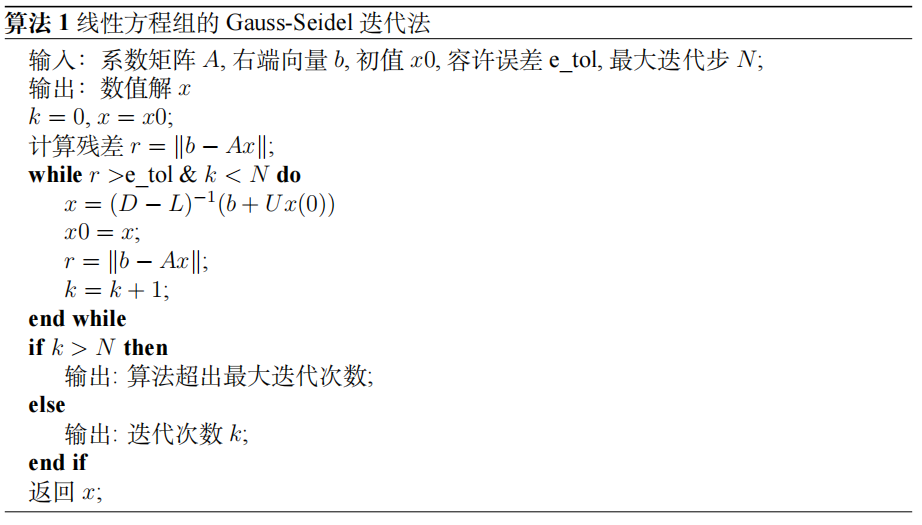 算法 1 线性方程组的 Gauss-Seidel 迭代法
输入：系数矩阵 A, 右端向量 b, 初值 x0, 容许误差 e_tol, 最大迭代步 N;
输出：数值解 x
k = 0, x = x0;
计算残差 r = ‖b − Ax‖;
while r >e_tol & k < N do
x = (D − L)⁻¹(b + Ux(0))
x0 = x;
r = ‖b − Ax‖;
k = k + 1;
end while
if k > N then
输出: 算法超出最大迭代次数;
else
输出: 迭代次数 k;
end if
返回 x;